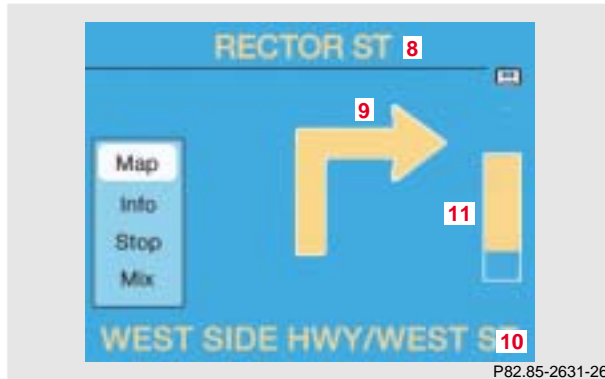 RECTOR ST 8
9
Map
Info
11
Stop
Mix
WEST SIDE HWY/WEST 10
P82.85-2631-26